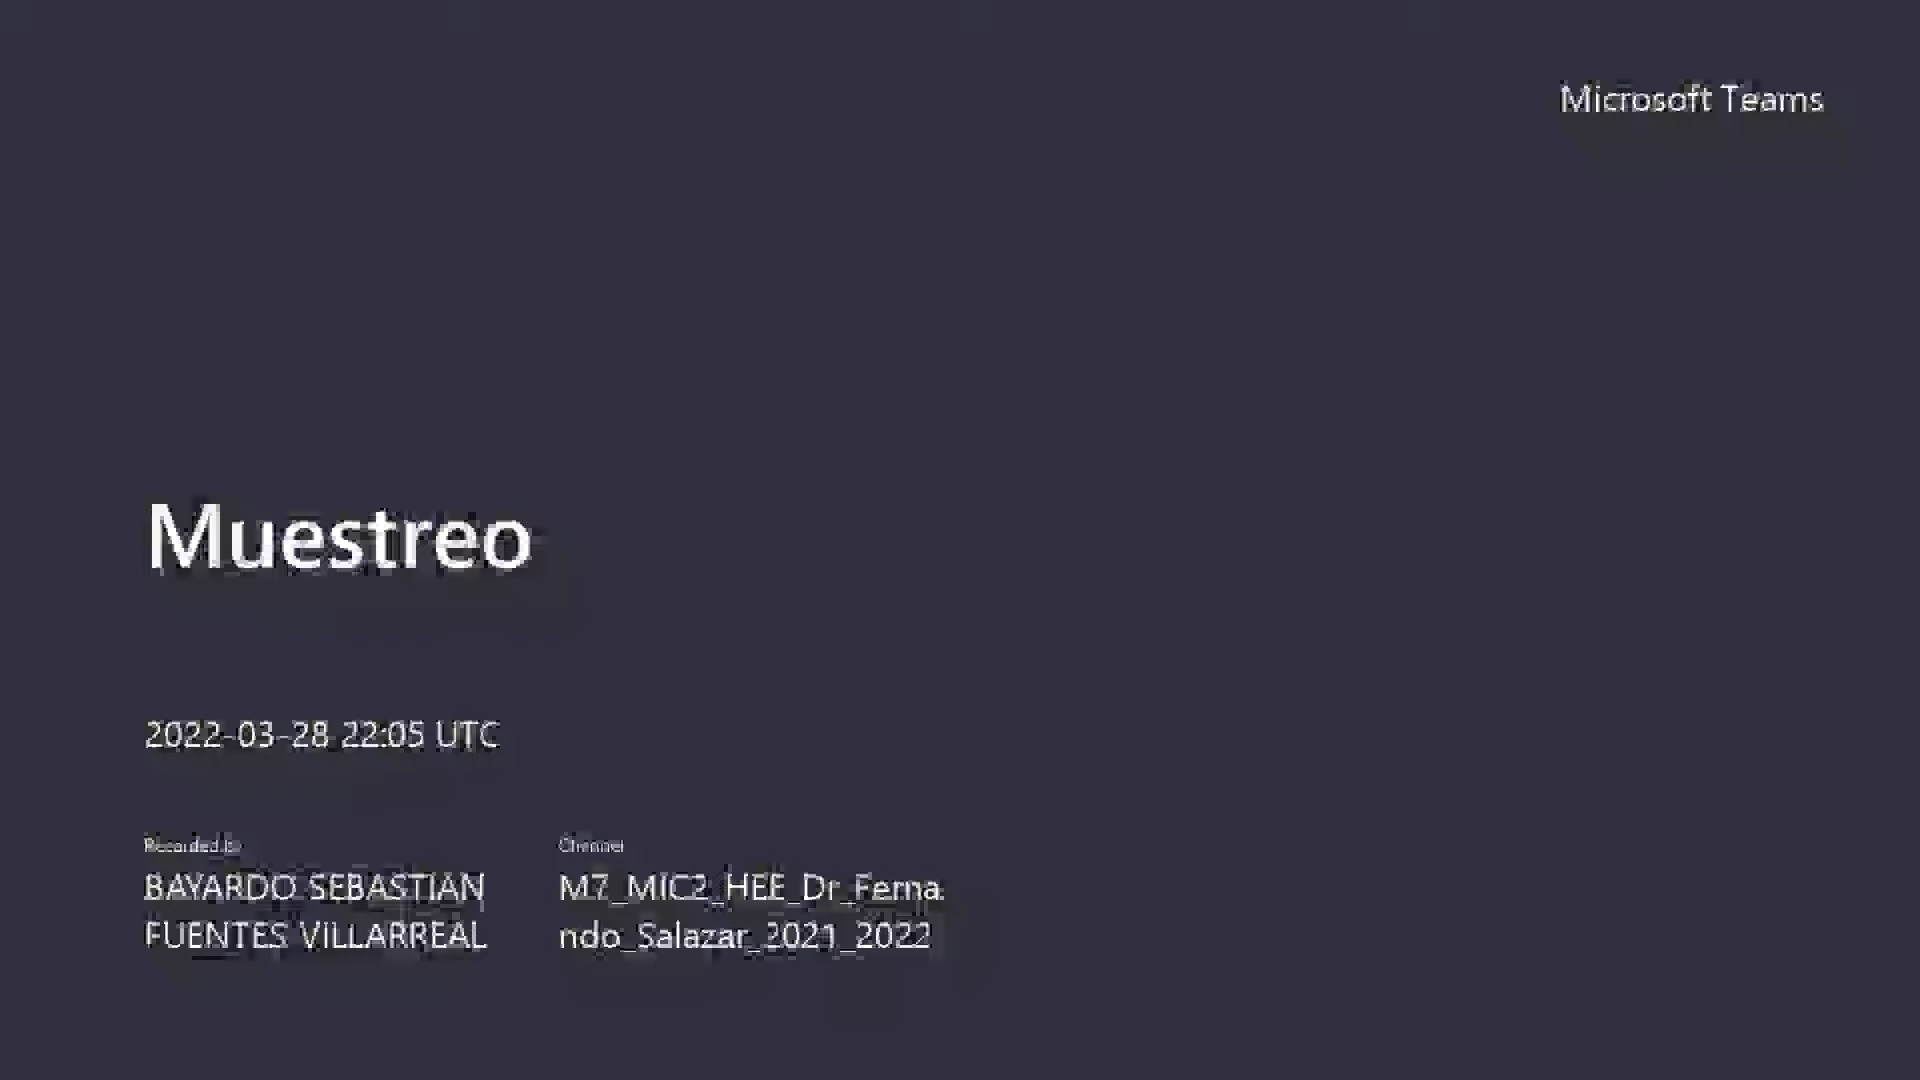 Microsoft Teams
Muestreo
2022-03-28 22:05 UTC
Recorded by
Channel
BAYARDO SEBASTIAN
M7_MIC2_HEE_Dr_Ferna
FUENTES VILLARREAL
ndo_Salazar_2021_2022